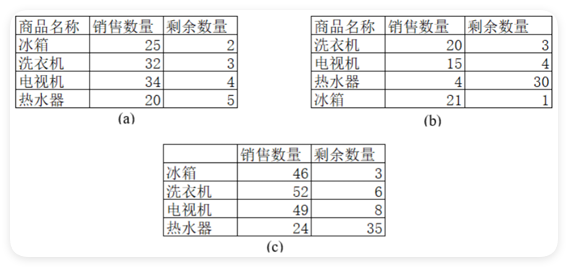 商品名称 销售数量 剩余数量
冰箱 25 2
洗衣机 32 3
电视机 34 4
热水器 20 5
(a)
商品名称 销售数量 剩余数量
洗衣机 20 3
电视机 15 4
热水器 4 30
冰箱 21 1
(b)
销售数量 剩余数量
冰箱 46 3
洗衣机 52 6
电视机 49 8
热水器 24 35
(c)